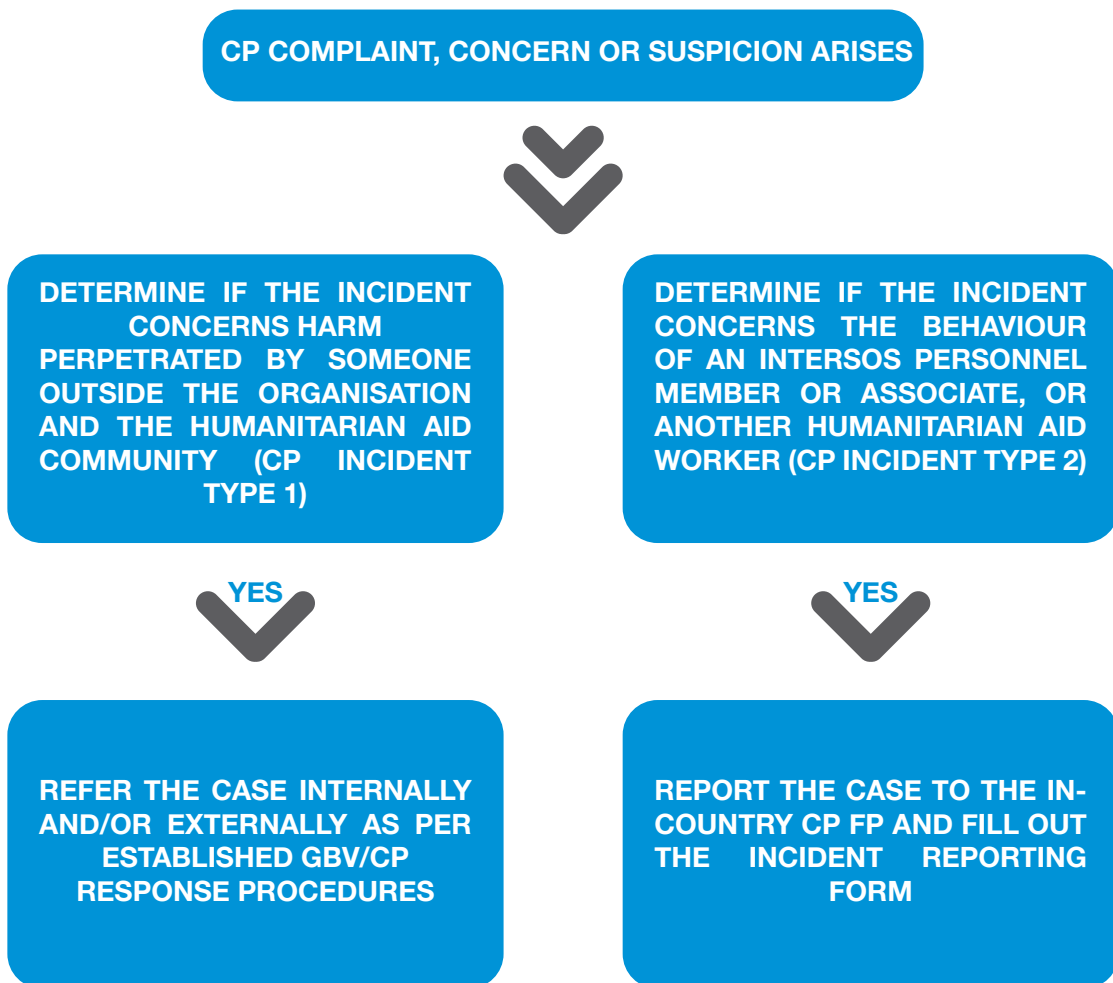 CP COMPLAINT, CONCERN OR SUSPICION ARISES
DETERMINE IF THE INCIDENT
CONCERNS HARM
PERPETRATED BY SOMEONE
OUTSIDE THE ORGANISATION
AND THE HUMANITARIAN AID
COMMUNITY (CP INCIDENT
TYPE 1)
DETERMINE IF THE INCIDENT
CONCERNS THE BEHAVIOUR
OF AN INTERSOS PERSONNEL
MEMBER OR ASSOCIATE, OR
ANOTHER HUMANITARIAN AID
WORKER (CP INCIDENT TYPE 2)
YES
YES
REFER THE CASE INTERNALLY
AND/OR EXTERNALLY AS PER
ESTABLISHED GBV/CP
RESPONSE PROCEDURES
REPORT THE CASE TO THE IN-
COUNTRY CP FP AND FILL OUT
THE INCIDENT REPORTING
FORM